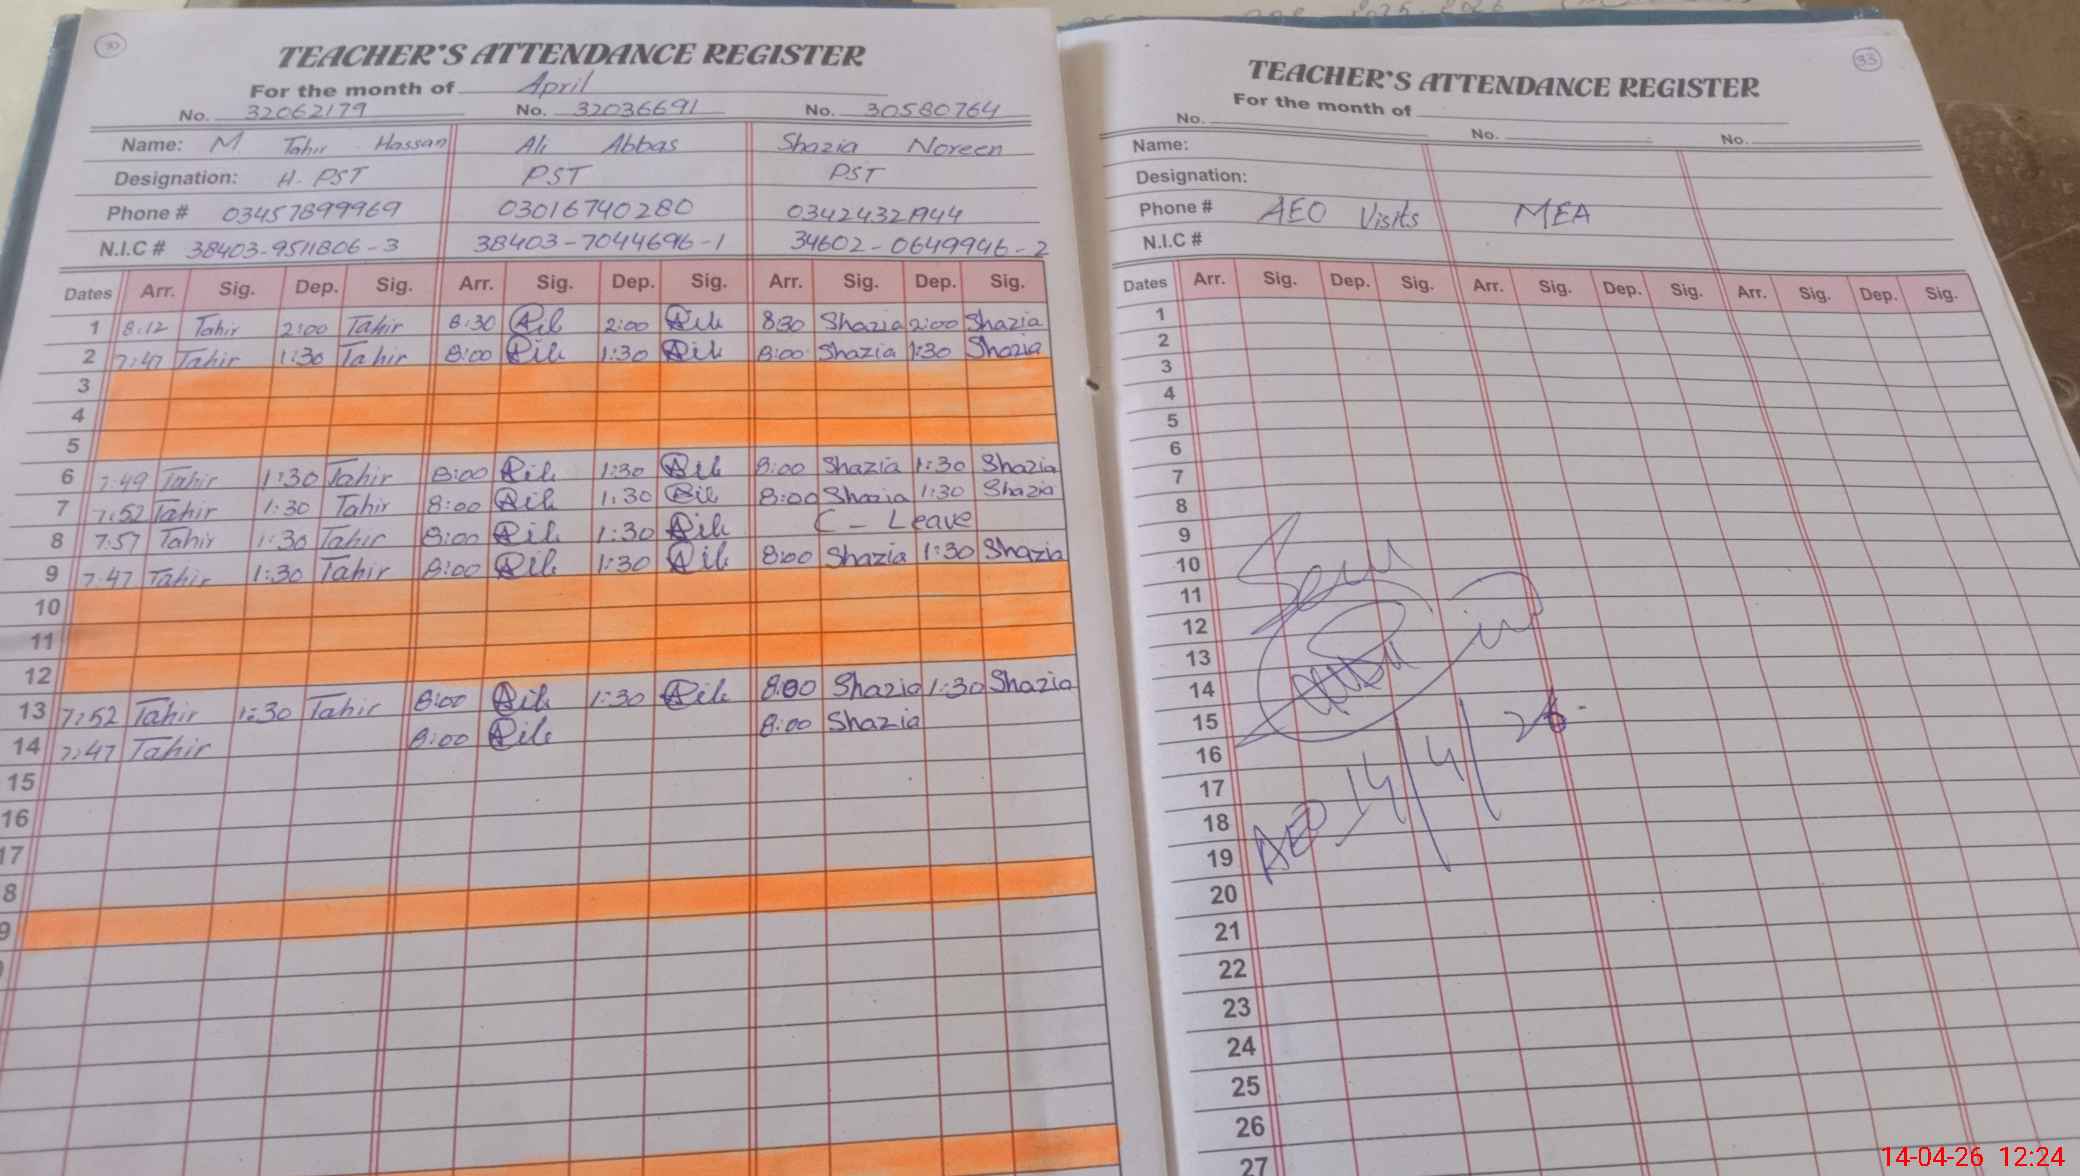 30
TEACHER'S ATTENDANCE REGISTER
For the month of April
No. 32062179 No. 32036691 No. 30580764
Name: M Tahir Hassan Ali Abbas Shazia Noreen
Designation: H. PST PST PST
Phone # 03457899969 03016740280
N.I.C # 38403-9511806-3 38403-7044696-1 34602-0649946-2
Dates Arr. Sig. Dep. Sig. Arr. Sig. Dep. Sig. Arr. Sig. Dep. Sig.
1 8:12 Tahir 2:00 Tahir 8:30 2:00 830 Shazia 2:00 Shazia
2 7:47 Tahir 1:30 Tahir 8:00 1:30 8:00 Shazia 1:30 Shazia
3
4
5
6 7:49 Tahir 1:30 Tahir 8:00 1:30 8:00 Shazia 1:30 Shazia
7 7:52 Tahir 1:30 Tahir 8:00 1:30 8:00 Shazia 1:30 Shazia
8 7:57 Tahir 1:30 Tahir 8:00 1:30 C - Leave
9 7:47 Tahir 1:30 Tahir 8:00 1:30 8:00 Shazia 1:30 Shazia
10
11
12
13 7:52 Tahir 1:30 Tahir 8:00 1:30 8:00 Shazia 1:30 Shazia
14 7:47 Tahir 8:00 8:00 Shazia
15
16
17
8
9
33
TEACHER'S ATTENDANCE REGISTER
For the month of
No. No. No.
Name:
Designation:
Phone # AEO Visits MEA
N.I.C #
Dates Arr. Sig. Dep. Sig. Arr. Sig. Dep. Sig. Arr. Sig. Dep. Sig.
1
2
3
4
5
6
7
8
9
10
11
12
13
14
15
16
17
18
19
20
21
22
23
24
25
26
27
AEO 14/4/26
14-04-26 12:24